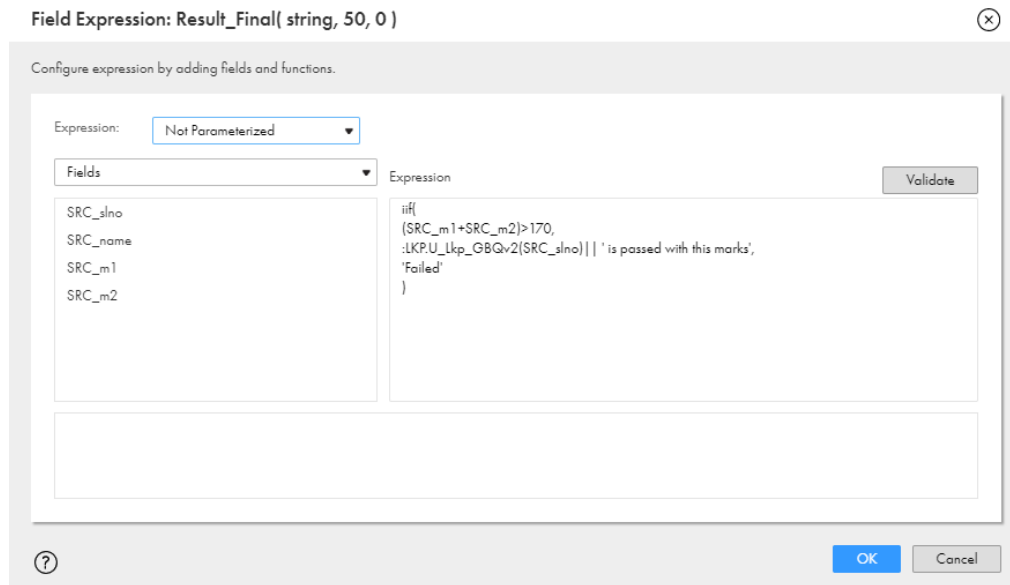 Field Expression: Result_Final( string, 50, 0 )
Configure expression by adding fields and functions.
Expression:
Not Parameterized
Fields
Expression
Validate
SRC_slno
SRC_name
SRC_m1
SRC_m2
iif(
(SRC_m1+SRC_m2)>170,
:LKP.U_Lkp_GBQv2(SRC_slno)|| ' is passed with this marks',
'Failed'
)
?
OK
Cancel